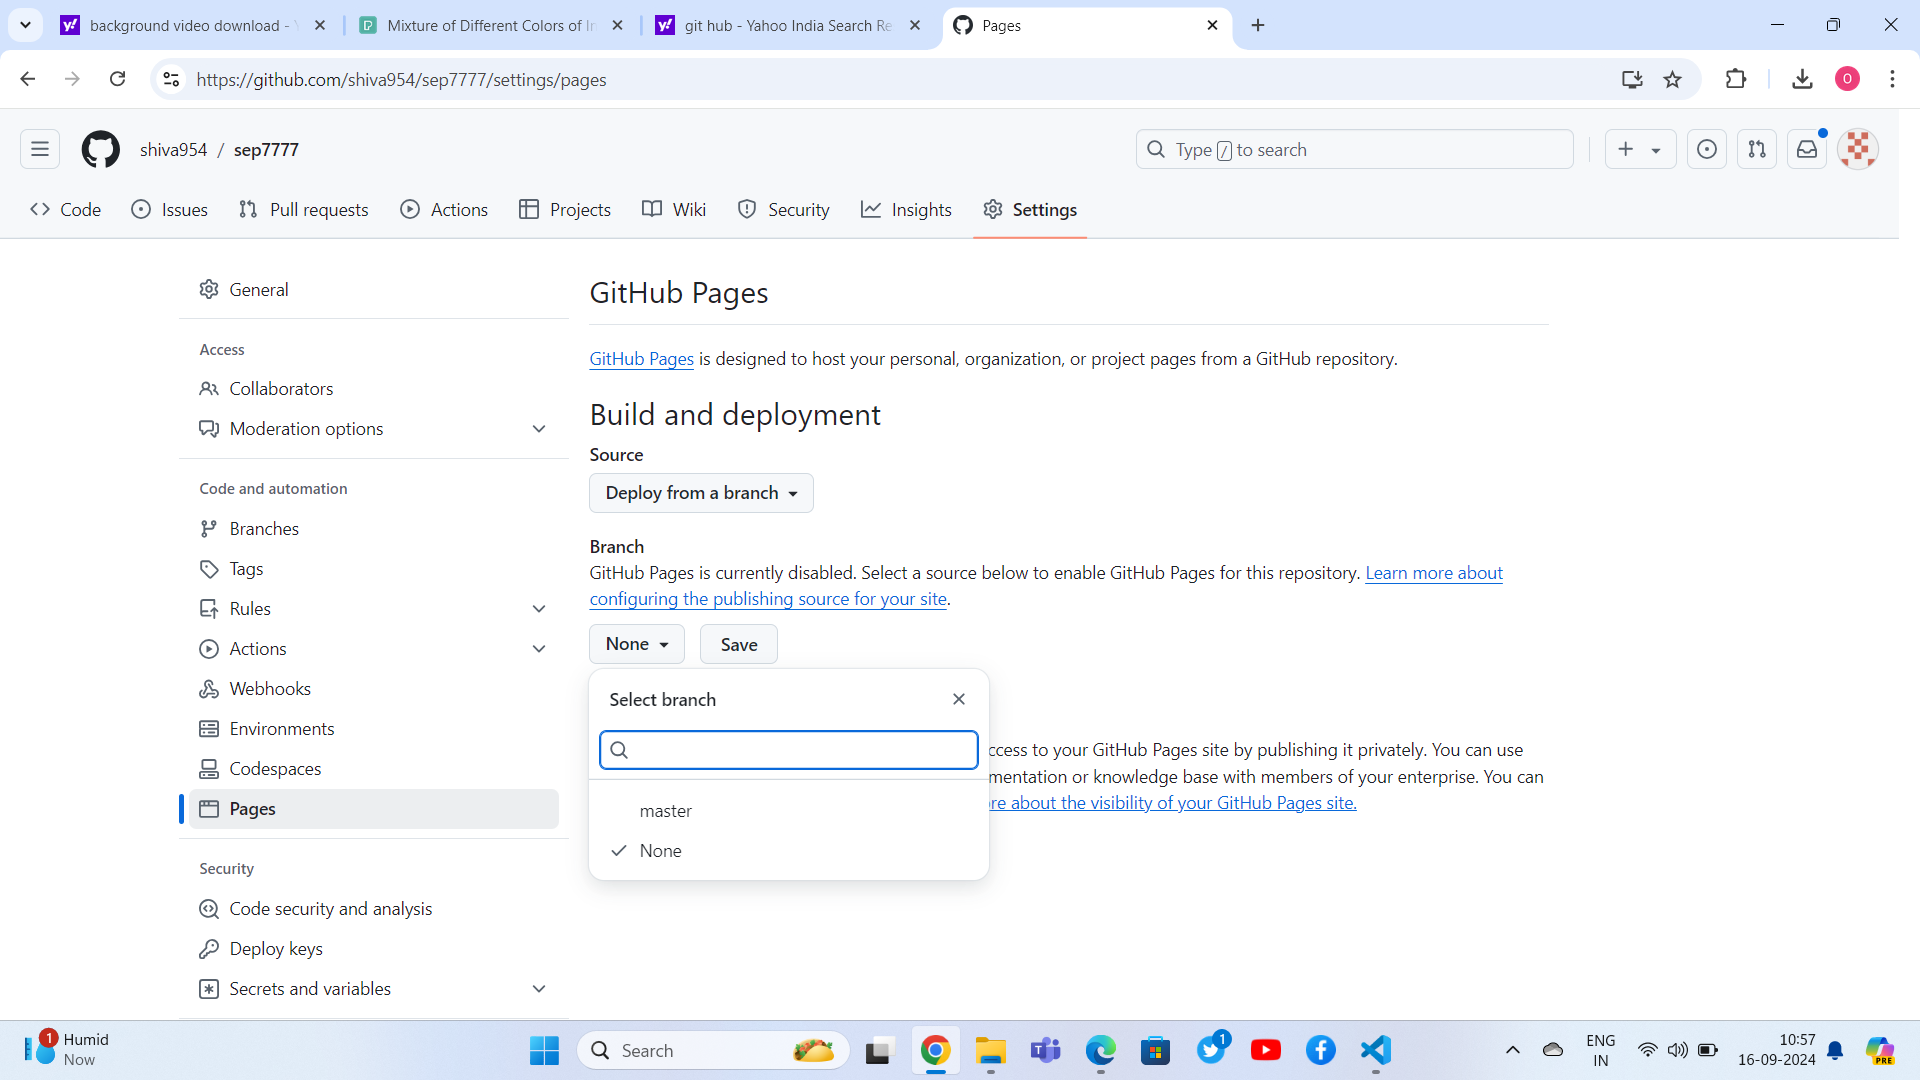 background video download - Y
Mixture of Different Colors of In
git hub - Yahoo India Search Re
Pages
https://github.com/shiva954/sep7777/settings/pages
O
shiva954 / sep7777
Type / to search
Code
Issues
Pull requests
Actions
Projects
Wiki
Security
Insights
Settings
General
Access
Collaborators
Moderation options
Code and automation
Branches
Tags
Rules
Actions
Webhooks
Environments
Codespaces
Pages
Security
Code security and analysis
Deploy keys
Secrets and variables
GitHub Pages
GitHub Pages is designed to host your personal, organization, or project pages from a GitHub repository.
Build and deployment
Source
Deploy from a branch
Branch
GitHub Pages is currently disabled. Select a source below to enable GitHub Pages for this repository. Learn more about
configuring the publishing source for your site.
None
Save
Select branch
master
None
ccess to your GitHub Pages site by publishing it privately. You can use
mentation or knowledge base with members of your enterprise. You can
re about the visibility of your GitHub Pages site.
1
Humid
Now
Search
1
ENG
IN
10:57
16-09-2024
PRE